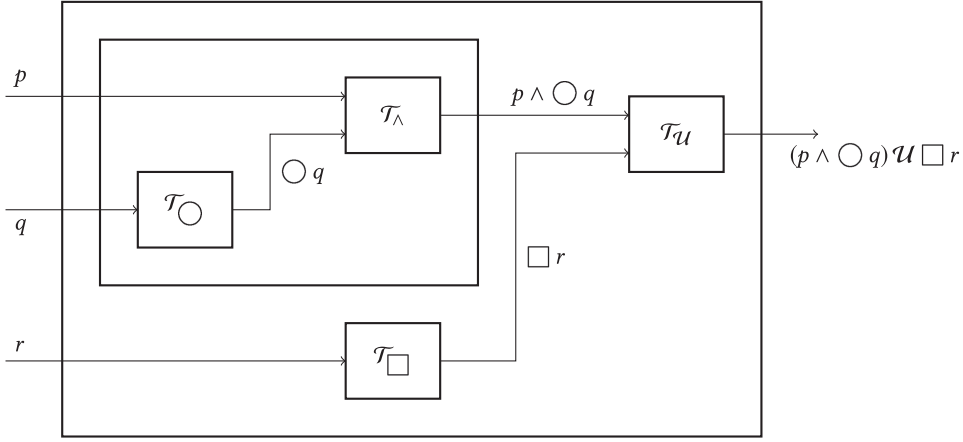 p
𝒯∧
p ∧ ◯ q
𝒯𝒰
(p ∧ ◯ q) 𝒰 □ r
◯ q
𝒯◯
q
□ r
r
𝒯□